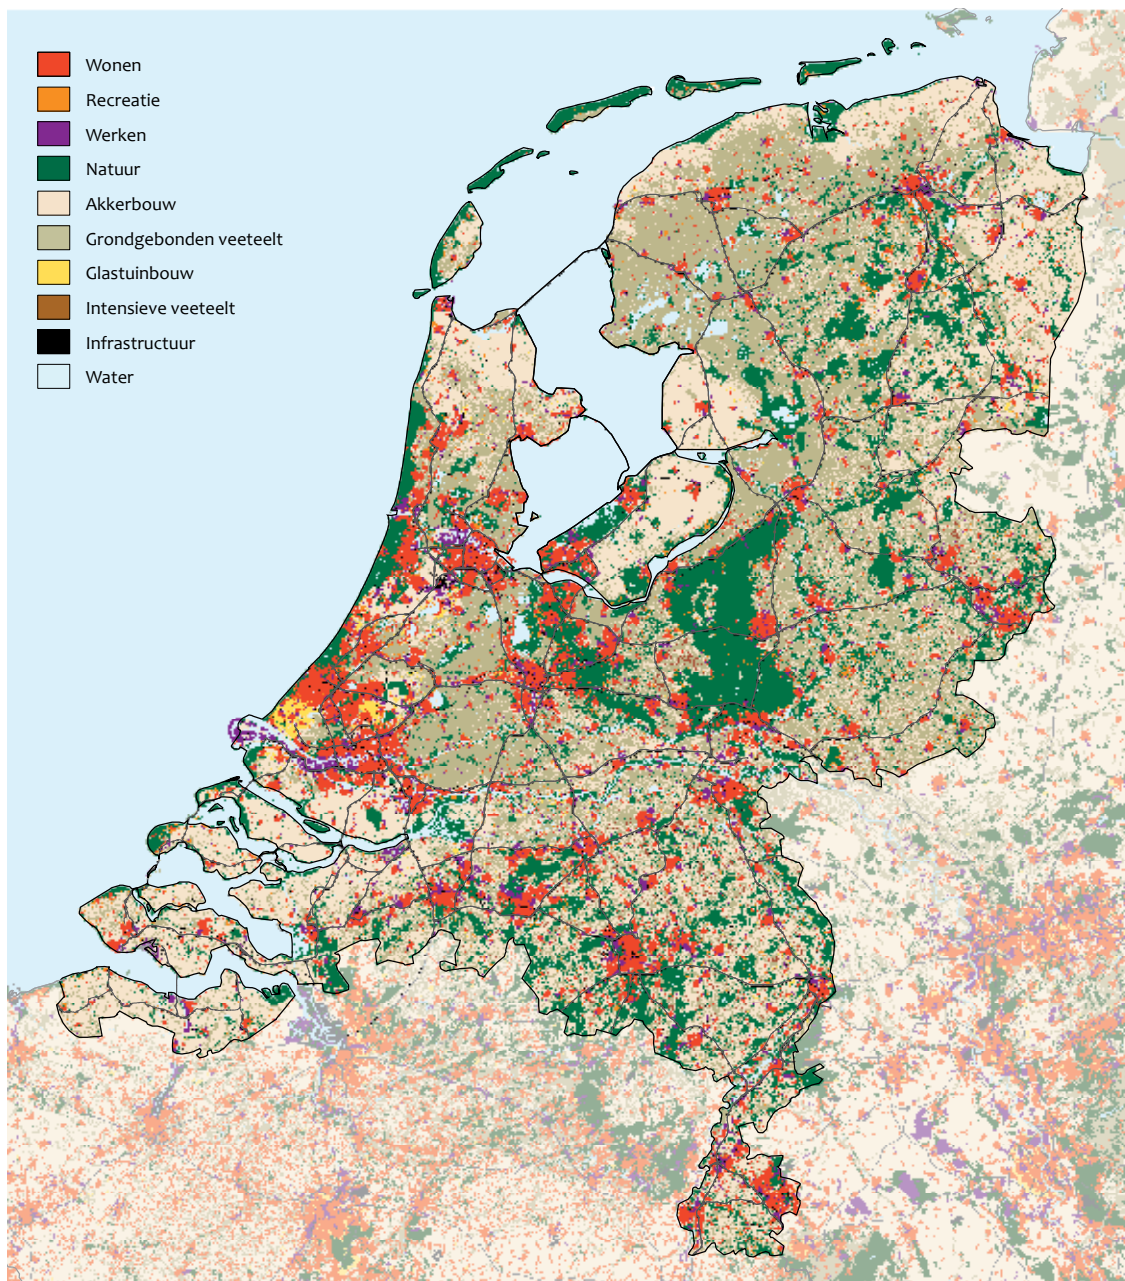 Wonen
Recreatie
Werken
Natuur
Akkerbouw
Grondgebonden veeteelt
Glastuinbouw
Intensieve veeteelt
Infrastructuur
Water